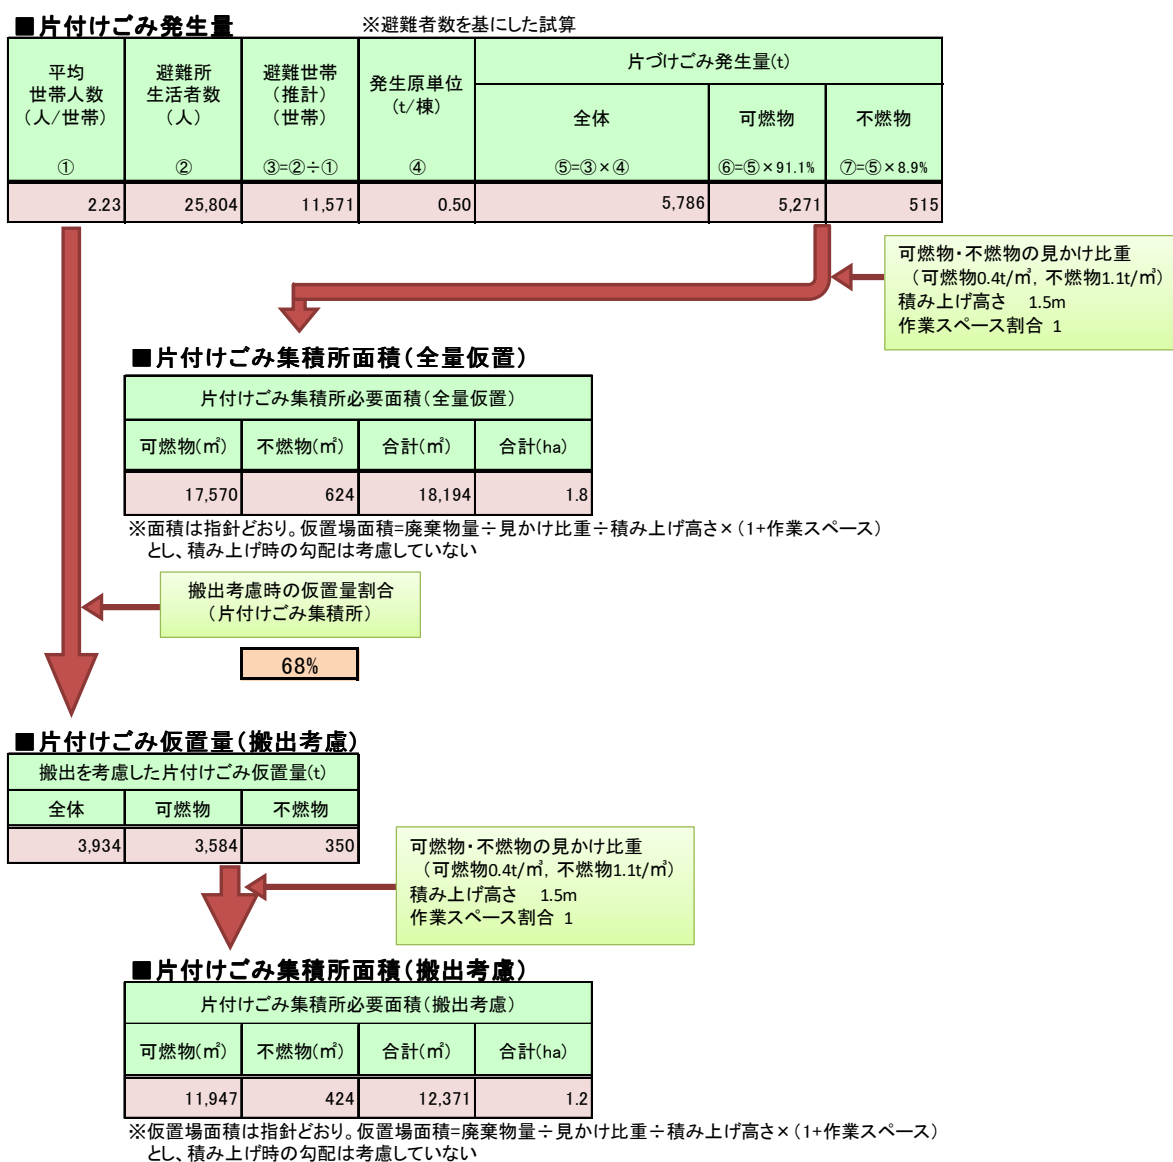 ■片付けごみ発生量
※避難者数を基にした試算
平均
世帯人数
(人/世帯)
①
避難所
生活者数
(人)
②
避難世帯
(推計)
(世帯)
③=②÷①
発生原単位
(t/棟)
④
片づけごみ発生量(t)
全体
⑤=③×④
可燃物
⑥=⑤×91.1%
不燃物
⑦=⑤×8.9%
2.23 25,804 11,571 0.50 5,786 5,271 515
可燃物・不燃物の見かけ比重
(可燃物0.4t/㎥, 不燃物1.1t/㎥)
積み上げ高さ 1.5m
作業スペース割合 1
■片付けごみ集積所面積(全量仮置)
片付けごみ集積所必要面積(全量仮置)
可燃物(㎡) 不燃物(㎡) 合計(㎡) 合計(ha)
17,570 624 18,194 1.8
※面積は指針どおり。仮置場面積=廃棄物量÷見かけ比重÷積み上げ高さ×(1+作業スペース)
とし、積み上げ時の勾配は考慮していない
搬出考慮時の仮置量割合
(片付けごみ集積所)
68%
■片付けごみ仮置量(搬出考慮)
搬出を考慮した片付けごみ仮置量(t)
全体 可燃物 不燃物
3,934 3,584 350
可燃物・不燃物の見かけ比重
(可燃物0.4t/㎥, 不燃物1.1t/㎥)
積み上げ高さ 1.5m
作業スペース割合 1
■片付けごみ集積所面積(搬出考慮)
片付けごみ集積所必要面積(搬出考慮)
可燃物(㎡) 不燃物(㎡) 合計(㎡) 合計(ha)
11,947 424 12,371 1.2
※仮置場面積は指針どおり。仮置場面積=廃棄物量÷見かけ比重÷積み上げ高さ×(1+作業スペース)
とし、積み上げ時の勾配は考慮していない